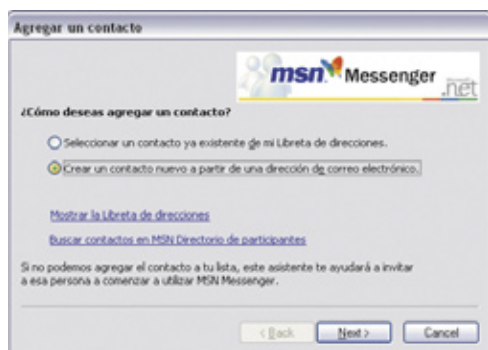 Agregar un contacto
msn Messenger
Microsoft
.net
¿Cómo deseas agregar un contacto?
Seleccionar un contacto ya existente de mi Libreta de direcciones.
Crear un contacto nuevo a partir de una dirección de correo electrónico.
Mostrar la Libreta de direcciones
Buscar contactos en MSN Directorio de participantes
Si no podemos agregar el contacto a tu lista, este asistente te ayudará a invitar
a esa persona a comenzar a utilizar MSN Messenger.
< Back Next > Cancel